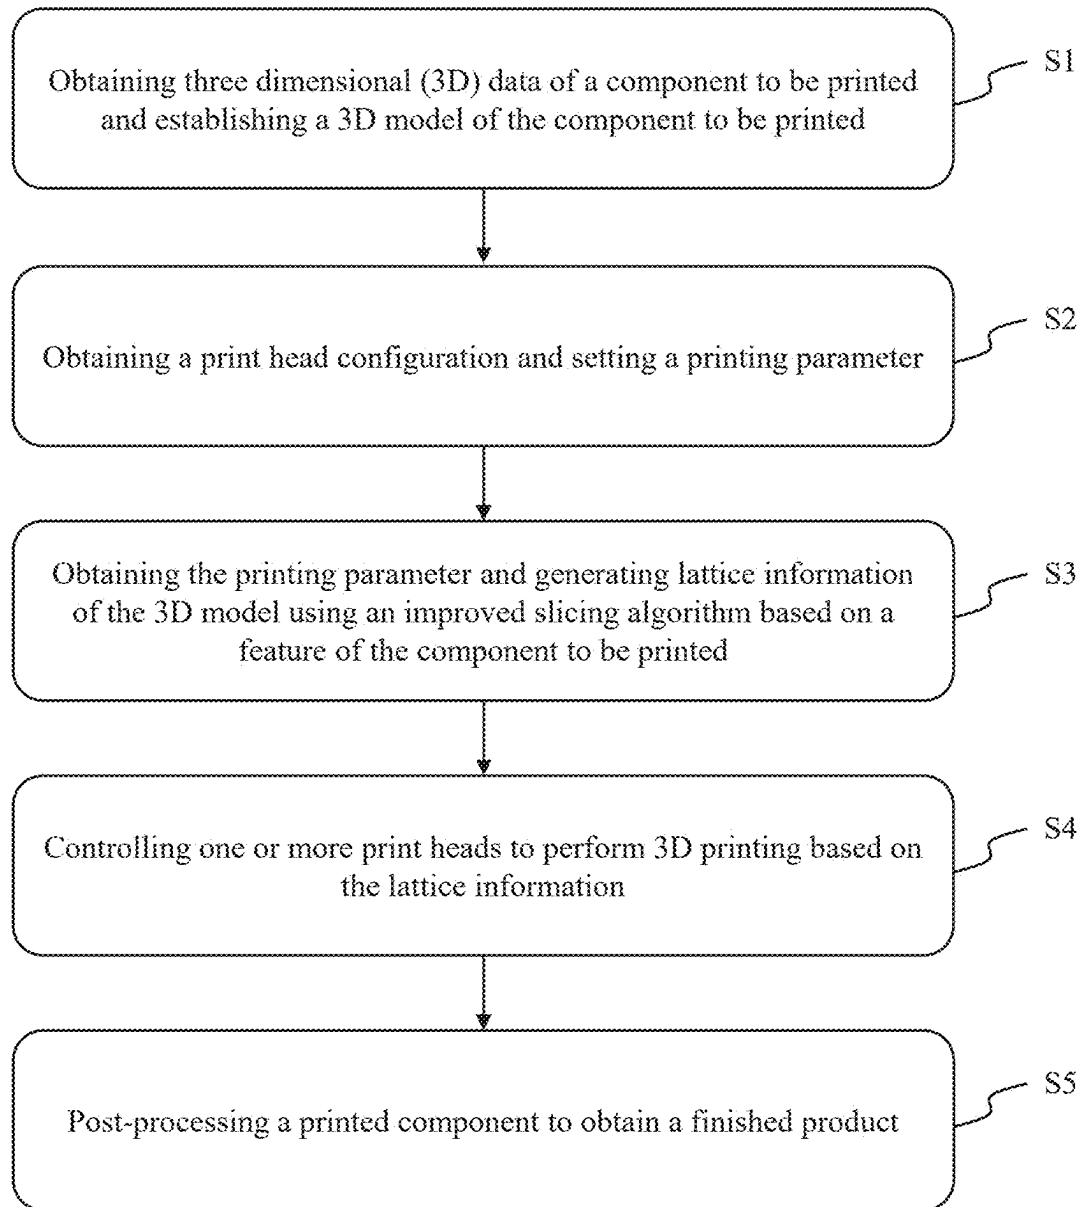 Obtaining three dimensional (3D) data of a component to be printed
and establishing a 3D model of the component to be printed
S1
Obtaining a print head configuration and setting a printing parameter
S2
Obtaining the printing parameter and generating lattice information
of the 3D model using an improved slicing algorithm based on a
feature of the component to be printed
S3
Controlling one or more print heads to perform 3D printing based on
the lattice information
S4
Post-processing a printed component to obtain a finished product
S5